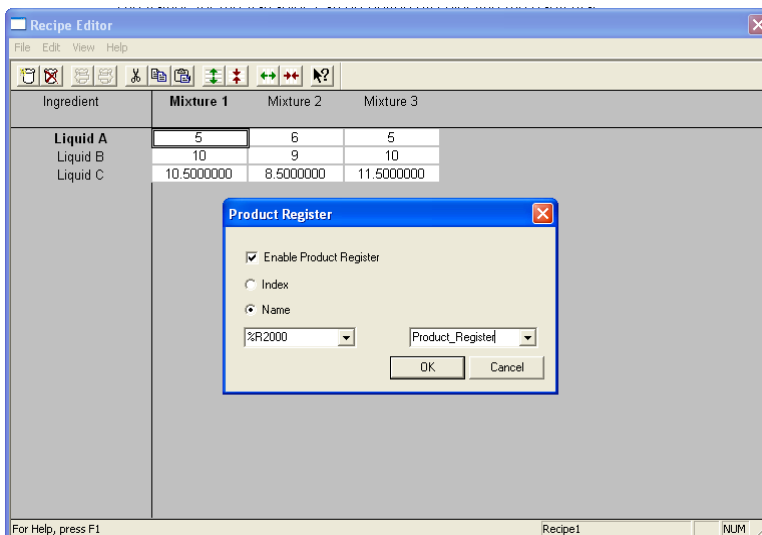 Recipe Editor
File Edit View Help
Ingredient Mixture 1 Mixture 2 Mixture 3
Liquid A 5 6 5
Liquid B 10 9 10
Liquid C 10.5000000 8.5000000 11.5000000
Product Register
Enable Product Register
Index
Name
%R2000 Product_Register
OK Cancel
For Help, press F1 Recipe1 NUM